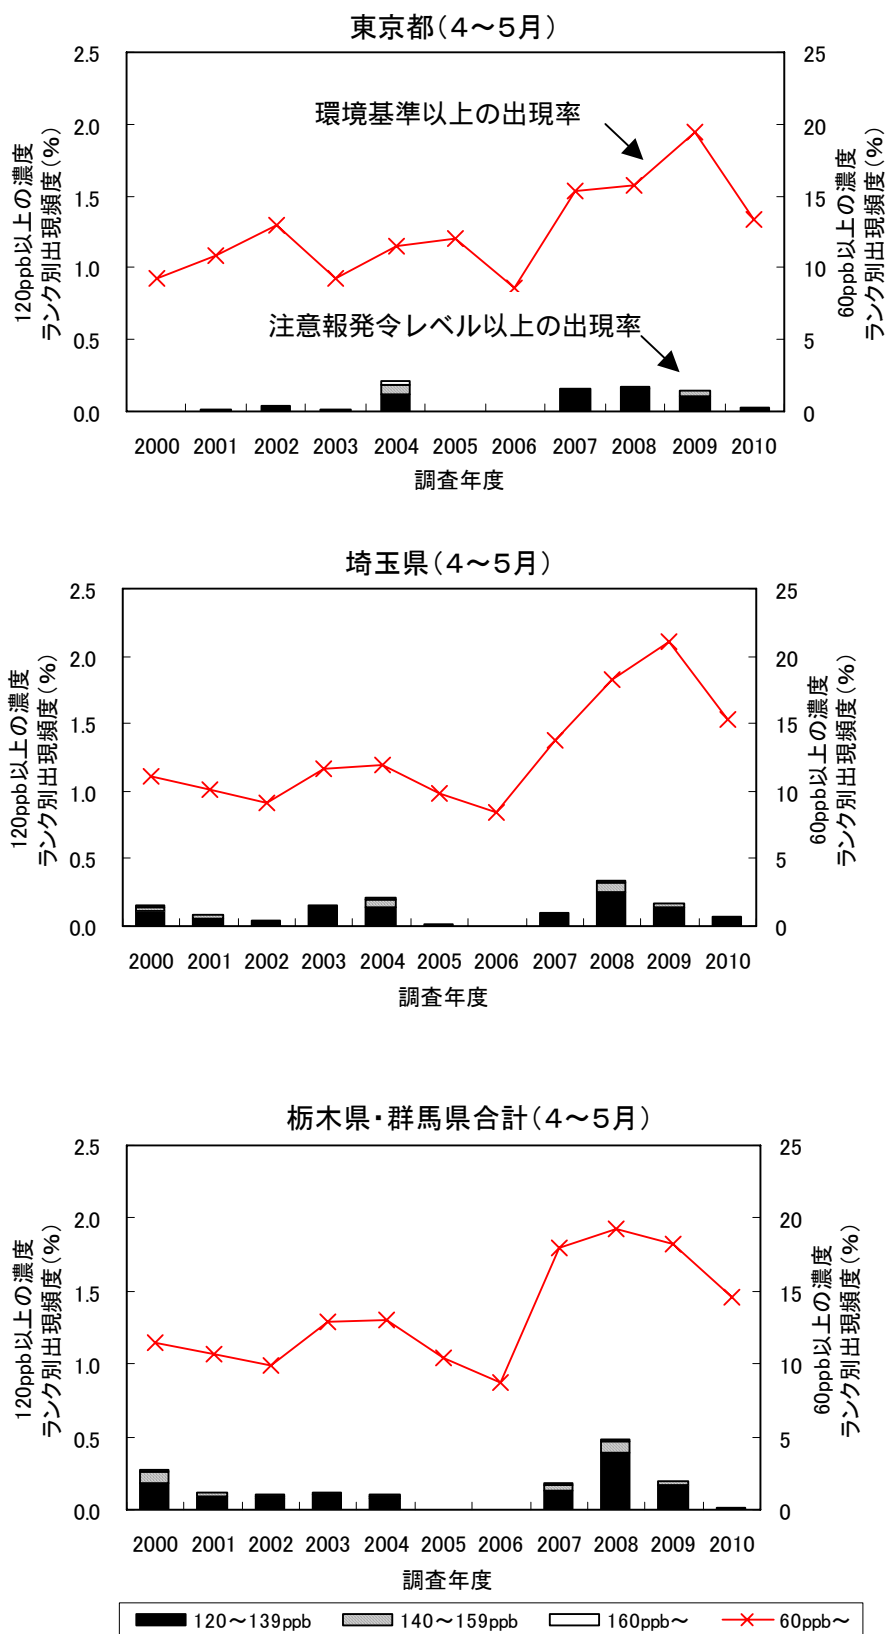 東京都(４～５月)
120ppb以上の濃度
ランク別出現頻度(%)
2.5
2.0
1.5
1.0
0.5
0.0
環境基準以上の出現率
注意報発令レベル以上の出現率
25
20
15
10
5
0
60ppb以上の濃度
ランク別出現頻度(%)
2000 2001 2002 2003 2004 2005 2006 2007 2008 2009 2010
調査年度
埼玉県(４～５月)
120ppb以上の濃度
ランク別出現頻度(%)
2.5
2.0
1.5
1.0
0.5
0.0
25
20
15
10
5
0
60ppb以上の濃度
ランク別出現頻度(%)
2000 2001 2002 2003 2004 2005 2006 2007 2008 2009 2010
調査年度
栃木県・群馬県合計(４～５月)
120ppb以上の濃度
ランク別出現頻度(%)
2.5
2.0
1.5
1.0
0.5
0.0
25
20
15
10
5
0
60ppb以上の濃度
ランク別出現頻度(%)
2000 2001 2002 2003 2004 2005 2006 2007 2008 2009 2010
調査年度
120～139ppb 140～159ppb 160ppb～ 60ppb～